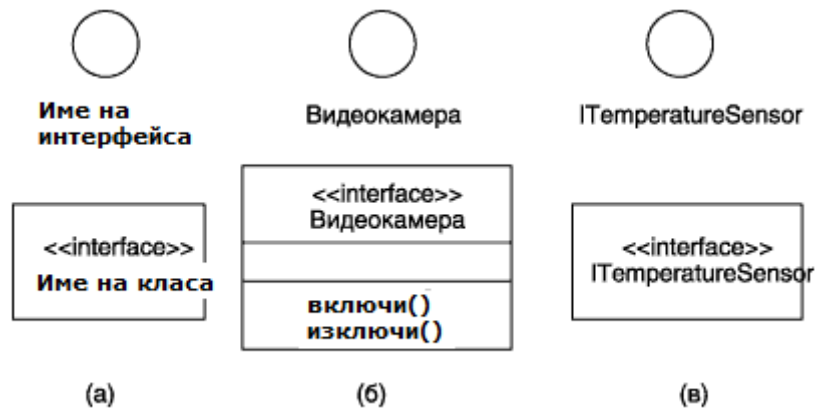 Име на
интерфейса
Видеокамера
ITemperatureSensor
<<interface>>
Име на класа
<<interface>>
Видеокамера
включи()
изключи()
<<interface>>
ITemperatureSensor
(а)
(б)
(в)